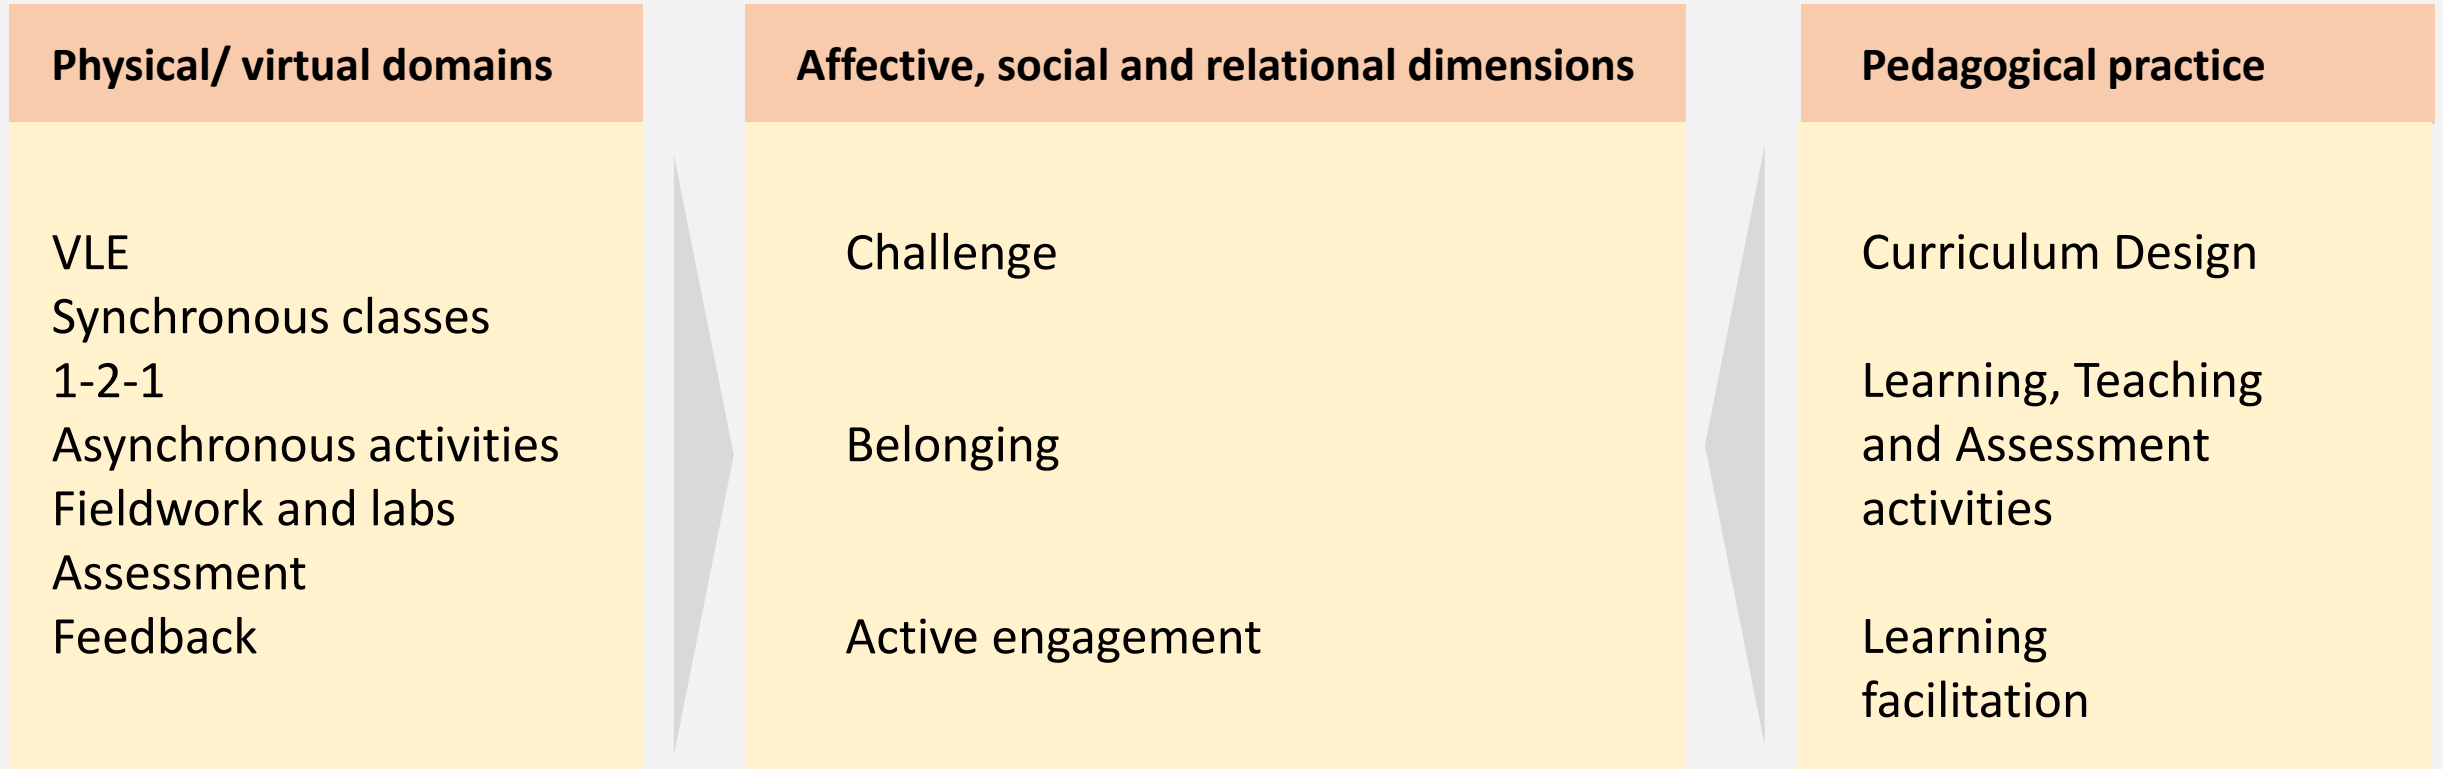 Physical/ virtual domains
VLE
Synchronous classes
1-2-1
Asynchronous activities
Fieldwork and labs
Assessment
Feedback
Affective, social and relational dimensions
Challenge
Belonging
Active engagement
Pedagogical practice
Curriculum Design
Learning, Teaching
and Assessment
activities
Learning
facilitation